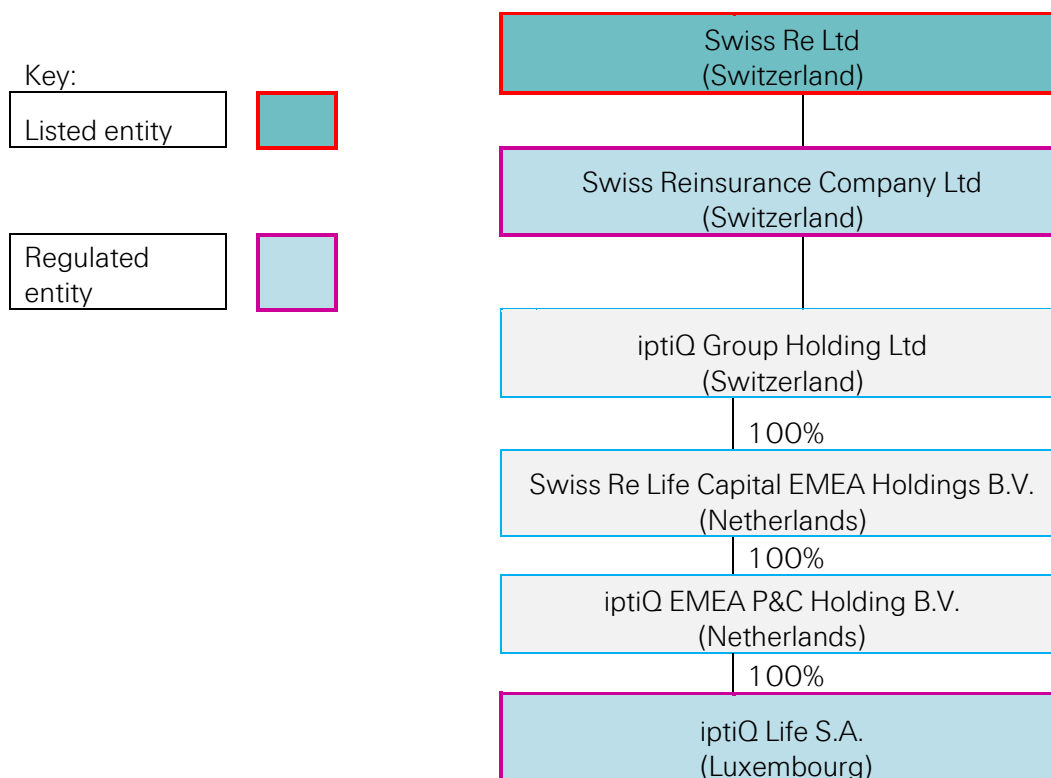 Key:
Listed entity
Regulated
entity
Swiss Re Ltd
(Switzerland)
Swiss Reinsurance Company Ltd
(Switzerland)
iptiQ Group Holding Ltd
(Switzerland)
100%
Swiss Re Life Capital EMEA Holdings B.V.
(Netherlands)
100%
iptiQ EMEA P&C Holding B.V.
(Netherlands)
100%
iptiQ Life S.A.
(Luxembourg)